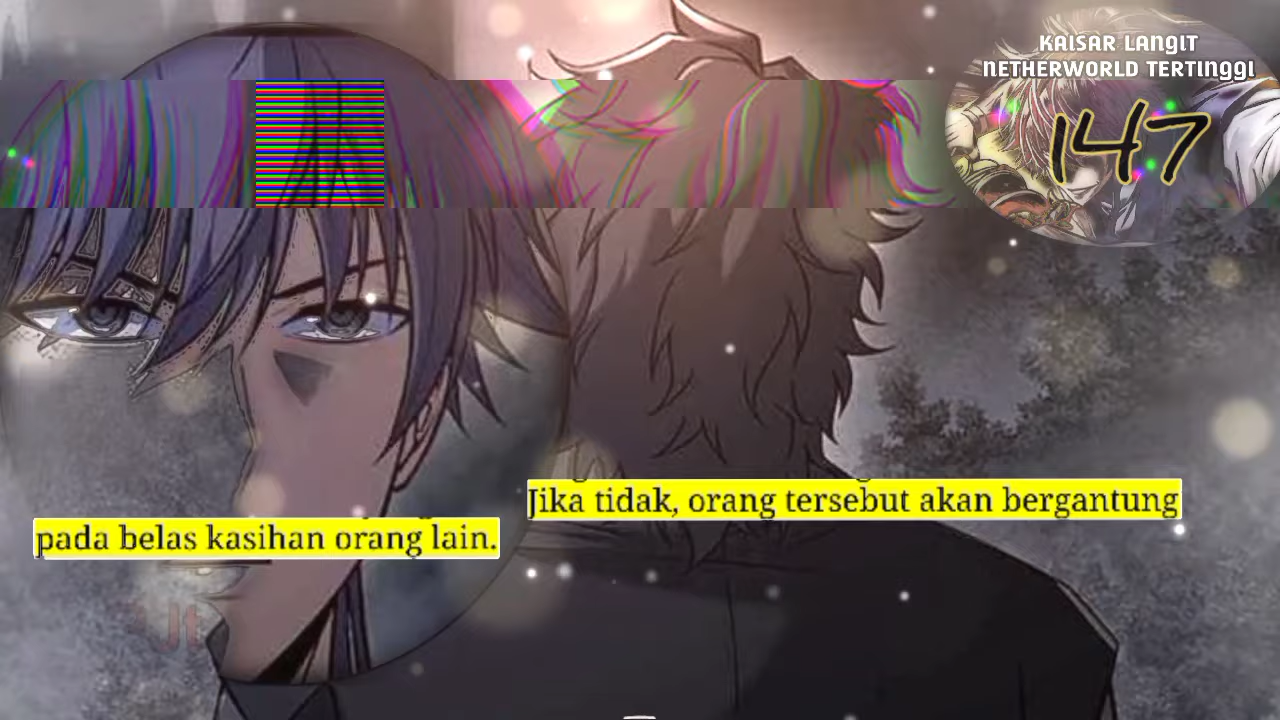 KAISAR LANGIT
NETHERWORLD TERTINGGI
147
Jika tidak, orang tersebut akan bergantung
pada belas kasihan orang lain.